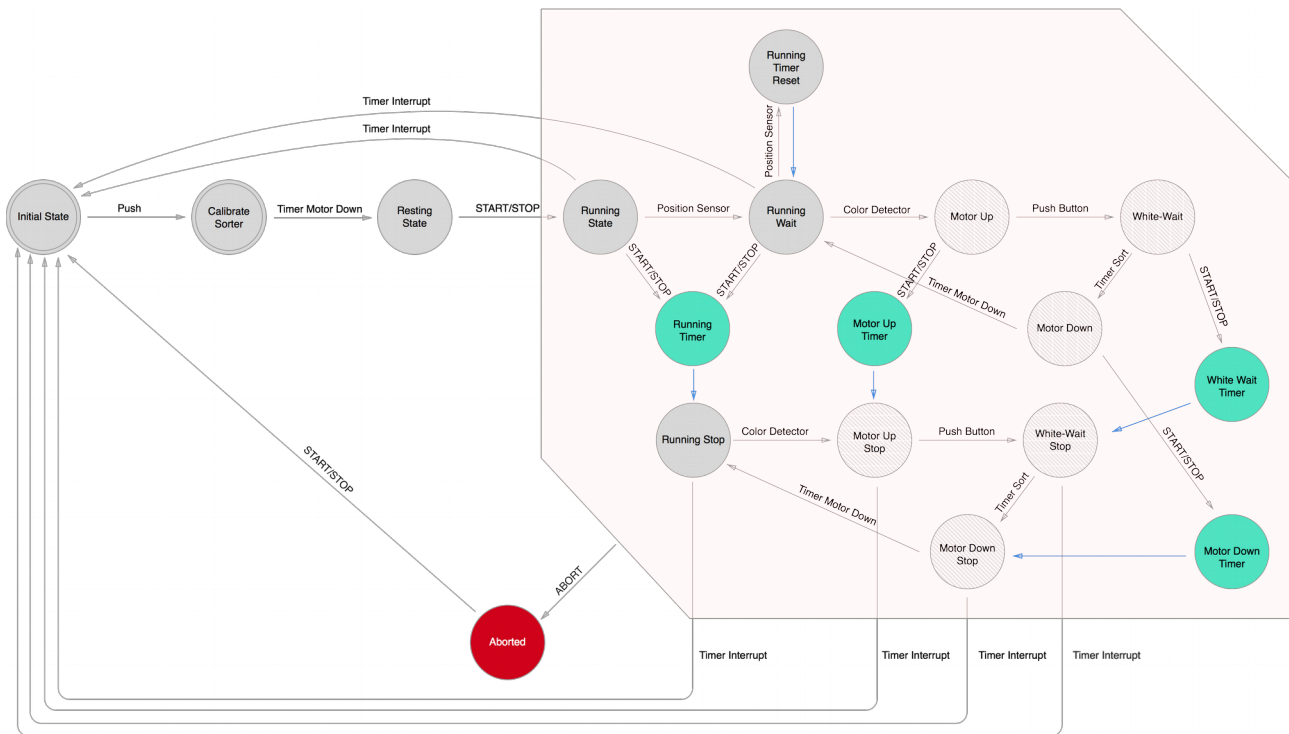 Running
Timer
Reset
Timer Interrupt
Timer Interrupt
Position Sensor
Initial State
Push
Calibrate
Sorter
Timer Motor Down
Resting
State
START/STOP
Running
State
Position Sensor
Running
Wait
Color Detector
Motor Up
Push Button
White-Wait
START/STOP
START/STOP
START/STOP
Timer Sort
START/STOP
Timer Motor Down
Running
Timer
Motor Up
Timer
Motor Down
White Wait
Timer
Running Stop
Color Detector
Motor Up
Stop
Push Button
White-Wait
Stop
START/STOP
START/STOP
Timer Motor Down
Timer Sort
Motor Down
Stop
Motor Down
Timer
ABORT
Aborted
Timer Interrupt
Timer Interrupt
Timer Interrupt
Timer Interrupt